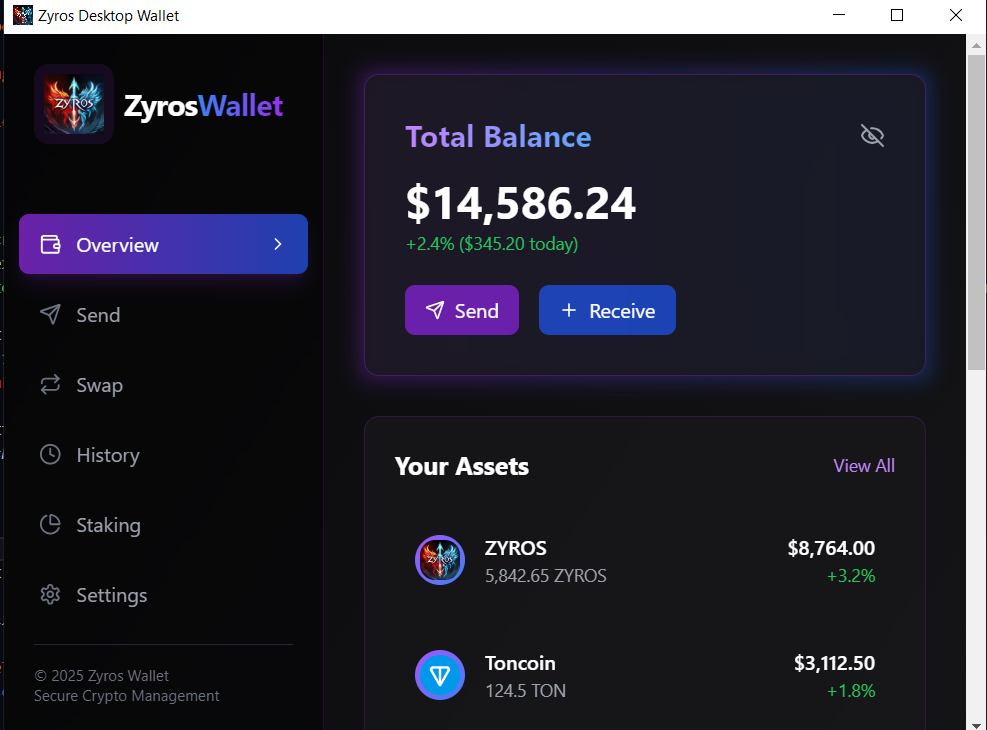 Zyros Desktop Wallet
ZYROS
ZyrosWallet
Overview
Send
Swap
History
Staking
Settings
© 2025 Zyros Wallet
Secure Crypto Management
Total Balance
$14,586.24
+2.4% ($345.20 today)
Send
+ Receive
Your Assets
View All
ZYROS
ZYROS
$8,764.00
5,842.65 ZYROS
+3.2%
Toncoin
$3,112.50
124.5 TON
+1.8%